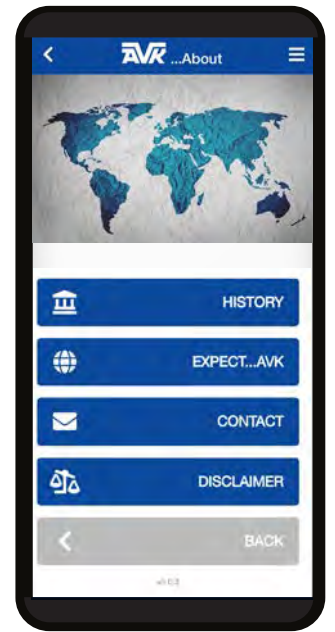 AVK ...About
HISTORY
EXPECT...AVK
CONTACT
DISCLAIMER
BACK